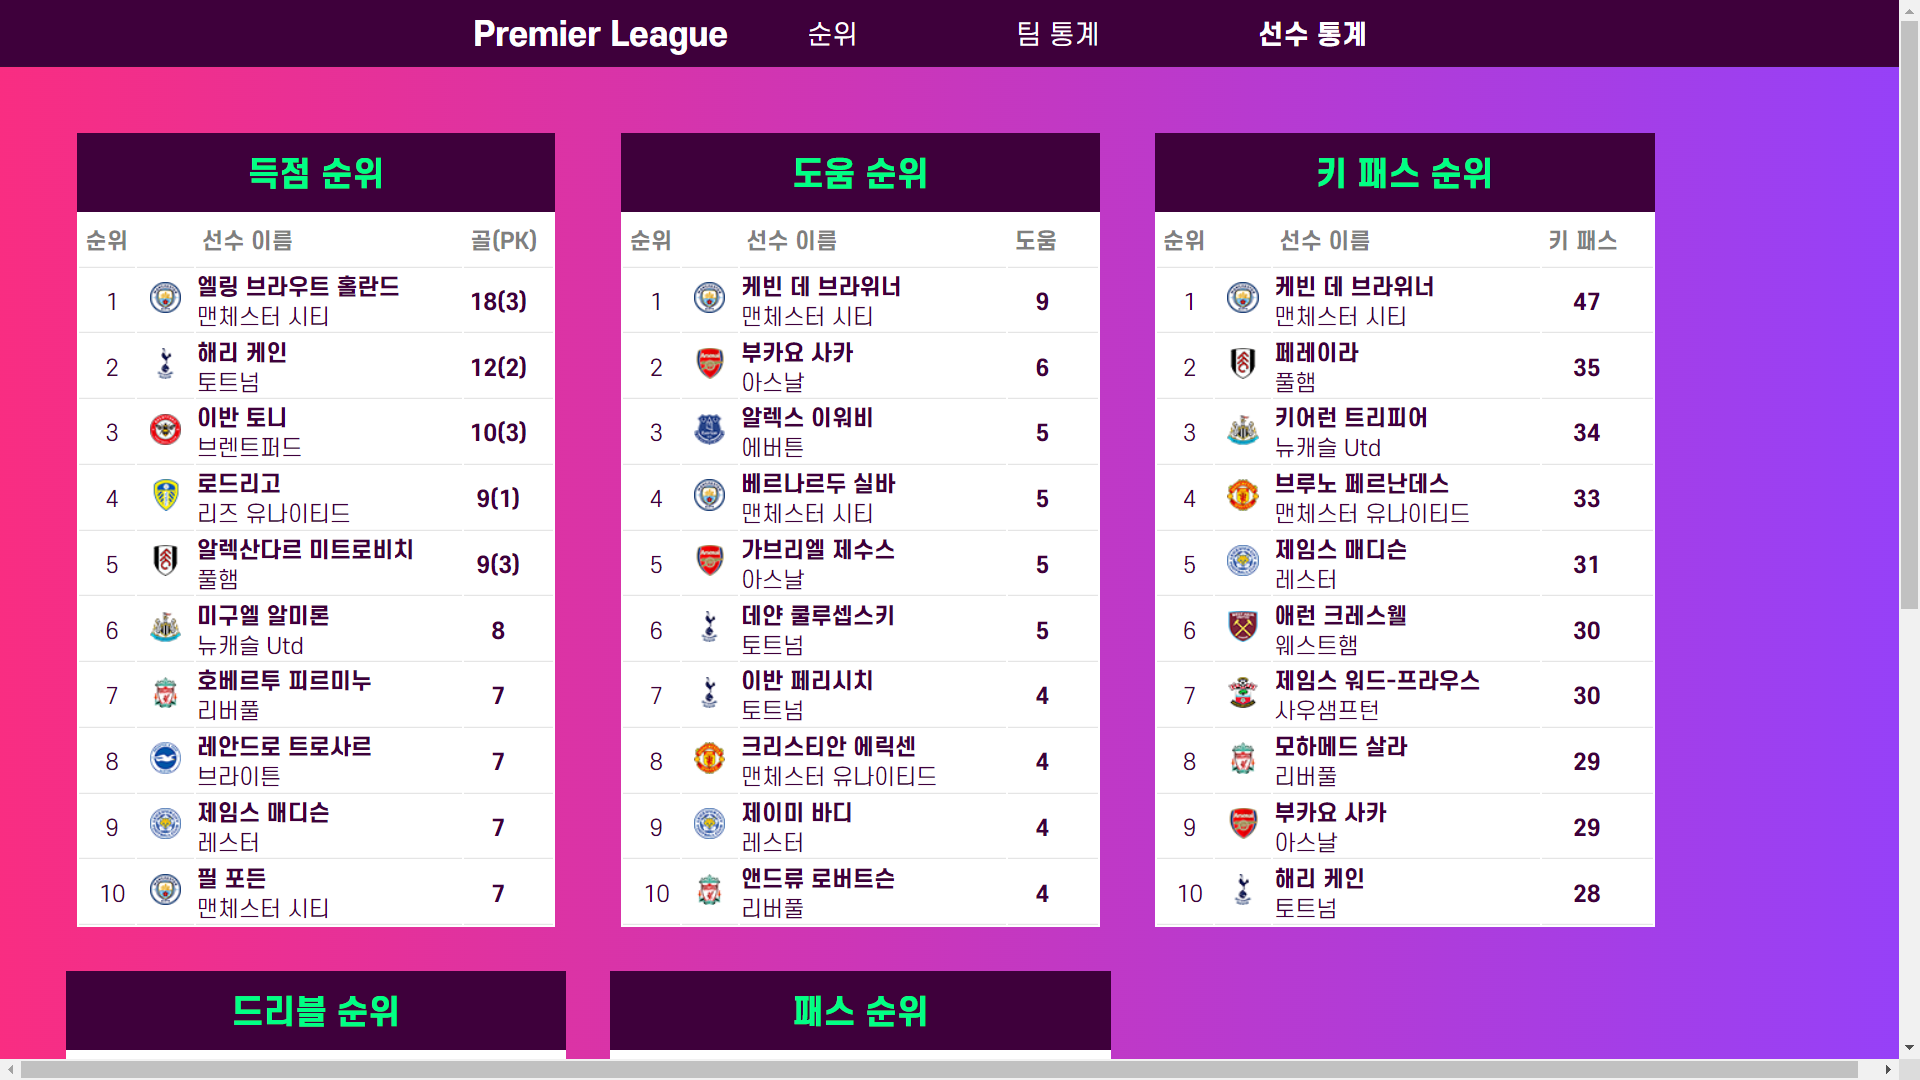 Premier League 순위 팀 통계 선수 통계
득점 순위
순위 선수 이름 골(PK)
1 엘링 브라우트 홀란드 18(3)
맨체스터 시티
2 해리 케인 12(2)
토트넘
3 이반 토니 10(3)
브렌트퍼드
4 로드리고 9(1)
리즈 유나이티드
5 알렉산다르 미트로비치 9(3)
풀햄
6 미구엘 알미론 8
뉴캐슬 Utd
7 호베르투 피르미누 7
리버풀
8 레안드로 트로사르 7
브라이튼
9 제임스 매디슨 7
레스터
10 필 포든 7
맨체스터 시티
도움 순위
순위 선수 이름 도움
1 케빈 데 브라위너 9
맨체스터 시티
2 부카요 사카 6
아스날
3 알렉스 이워비 5
에버튼
4 베르나르두 실바 5
맨체스터 시티
5 가브리엘 제수스 5
아스날
6 데얀 쿨루셉스키 5
토트넘
7 이반 페리시치 4
토트넘
8 크리스티안 에릭센 4
맨체스터 유나이티드
9 제이미 바디 4
레스터
10 앤드류 로버트슨 4
리버풀
키 패스 순위
순위 선수 이름 키 패스
1 케빈 데 브라위너 47
맨체스터 시티
2 페레이라 35
풀햄
3 키어런 트리피어 34
뉴캐슬 Utd
4 브루노 페르난데스 33
맨체스터 유나이티드
5 제임스 매디슨 31
레스터
6 애런 크레스웰 30
웨스트햄
7 제임스 워드-프라우스 30
사우샘프턴
8 모하메드 살라 29
리버풀
9 부카요 사카 29
아스날
10 해리 케인 28
토트넘
드리블 순위
패스 순위